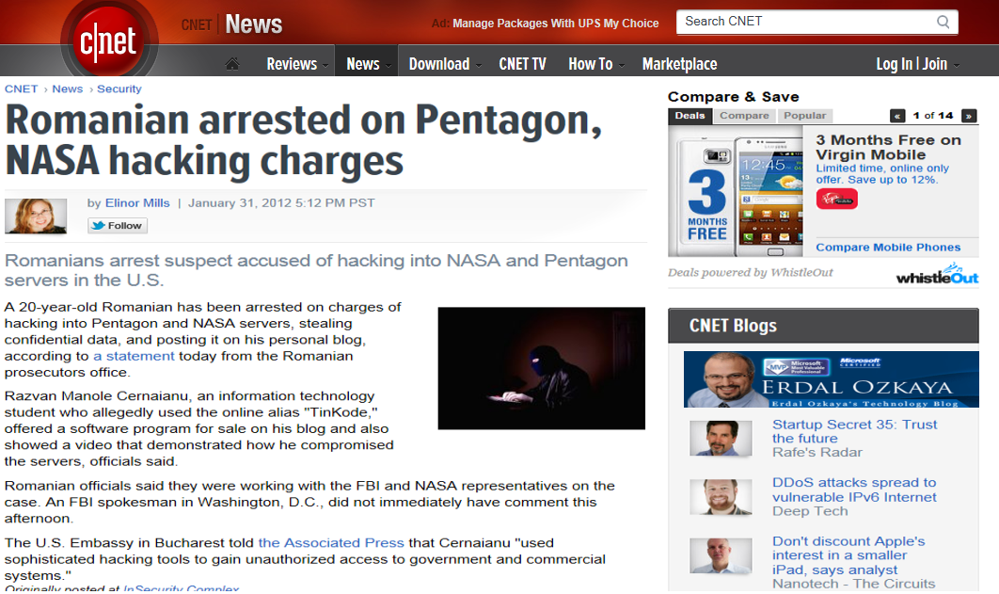 c|net
CNET | News
Ad: Manage Packages With UPS My Choice
Search CNET
Reviews
News
Download
CNET TV
How To
Marketplace
Log In | Join
CNET › News › Security
Romanian arrested on Pentagon,
NASA hacking charges
by Elinor Mills | January 31, 2012 5:12 PM PST
Follow
Romanians arrest suspect accused of hacking into NASA and Pentagon
servers in the U.S.
A 20-year-old Romanian has been arrested on charges of
hacking into Pentagon and NASA servers, stealing
confidential data, and posting it on his personal blog,
according to a statement today from the Romanian
prosecutors office.
Razvan Manole Cernaianu, an information technology
student who allegedly used the online alias "TinKode,"
offered a software program for sale on his blog and also
showed a video that demonstrated how he compromised
the servers, officials said.
Romanian officials said they were working with the FBI and NASA representatives on the
case. An FBI spokesman in Washington, D.C., did not immediately have comment this
afternoon.
The U.S. Embassy in Bucharest told the Associated Press that Cernaianu "used
sophisticated hacking tools to gain unauthorized access to government and commercial
systems."
Originally posted at InSecurity Complex
Compare & Save
Deals
Compare
Popular
« 1 of 14 »
3
MONTHS
FREE
12:45
3 Months Free on
Virgin Mobile
Limited time, online only
offer. Save up to 12%.
Compare Mobile Phones
Deals powered by WhistleOut
whistleOut
CNET Blogs
MVP Microsoft
Most Valuable
Professional
Microsoft
CERTIFIED
ERDAL OZKAYA
Erdal Ozkaya's Technology Blog
Startup Secret 35: Trust
the future
Rafe's Radar
DDoS attacks spread to
vulnerable IPv6 Internet
Deep Tech
Don't discount Apple's
interest in a smaller
iPad, says analyst
Nanotech - The Circuits